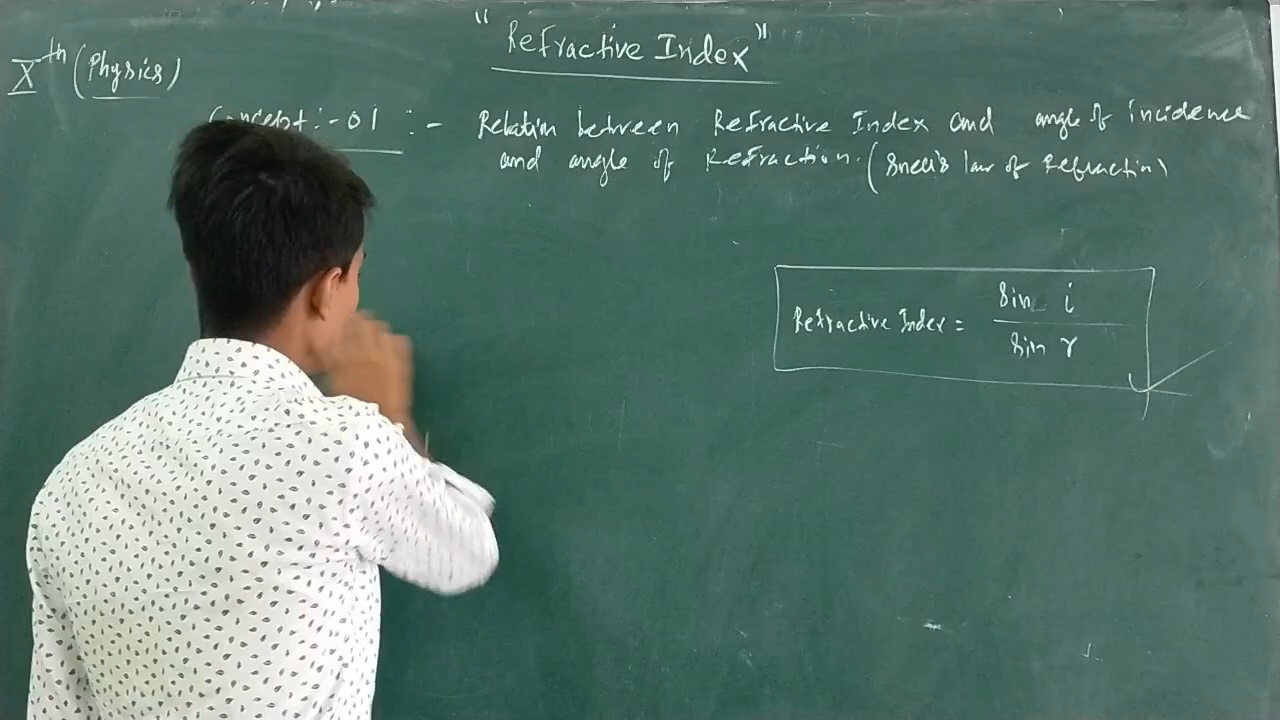 "Refractive Index"
Xth (Physics)
Concept :- 01 :- Relation between Refractive Index and angle of incidence
and angle of Refraction. (Snell's law of Refraction)
Refractive Index = Sin i
Sin r